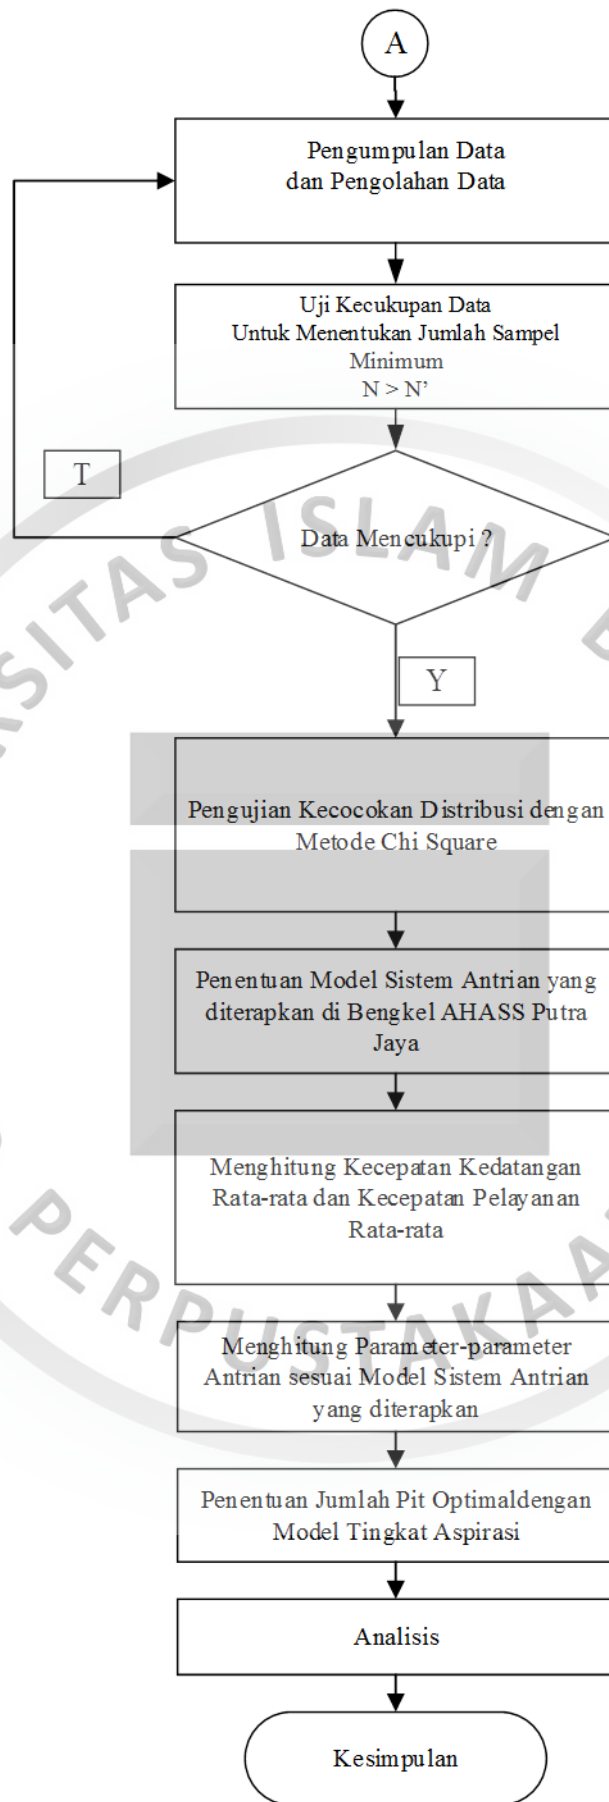 A
Pengumpulan Data
dan Pengolahan Data
Uji Kecukupan Data
Untuk Menentukan Jumlah Sampel
Minimum
N > N’
T
Data Mencukupi ?
Y
Pengujian Kecocokan Distribusi dengan
Metode Chi Square
Penentuan Model Sistem Antrian yang
diterapkan di Bengkel AHASS Putra
Jaya
Menghitung Kecepatan Kedatangan
Rata-rata dan Kecepatan Pelayanan
Rata-rata
Menghitung Parameter-parameter
Antrian sesuai Model Sistem Antrian
yang diterapkan
Penentuan Jumlah Pit Optimaldengan
Model Tingkat Aspirasi
Analisis
Kesimpulan
ISLAM